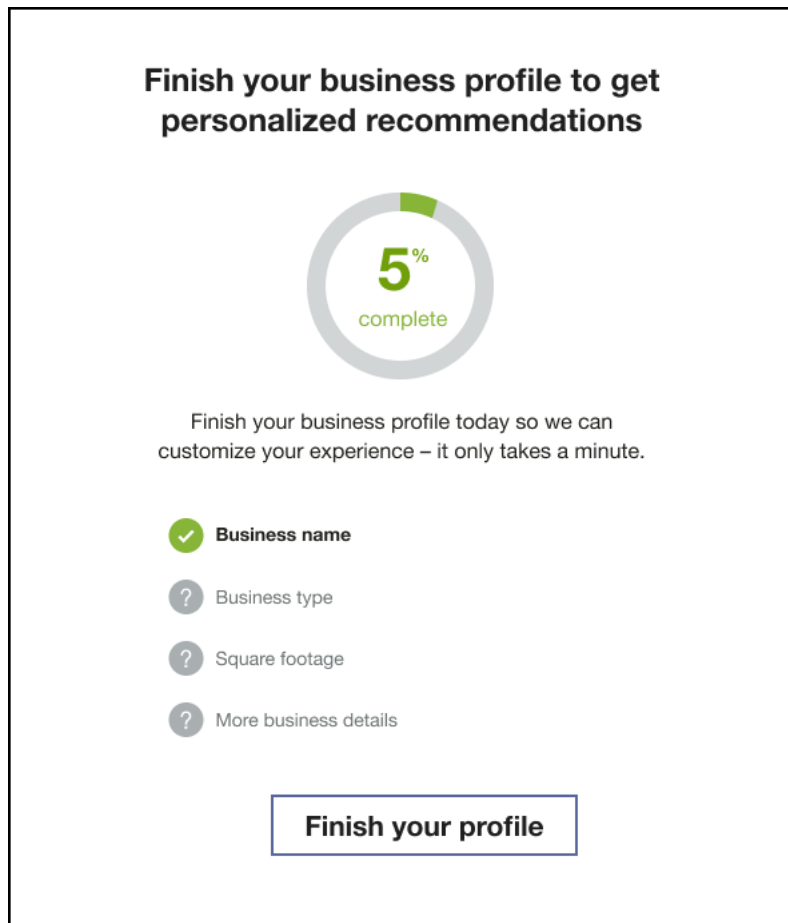 Finish your business profile to get
personalized recommendations
5%
complete
Finish your business profile today so we can
customize your experience – it only takes a minute.
Business name
? Business type
? Square footage
? More business details
Finish your profile